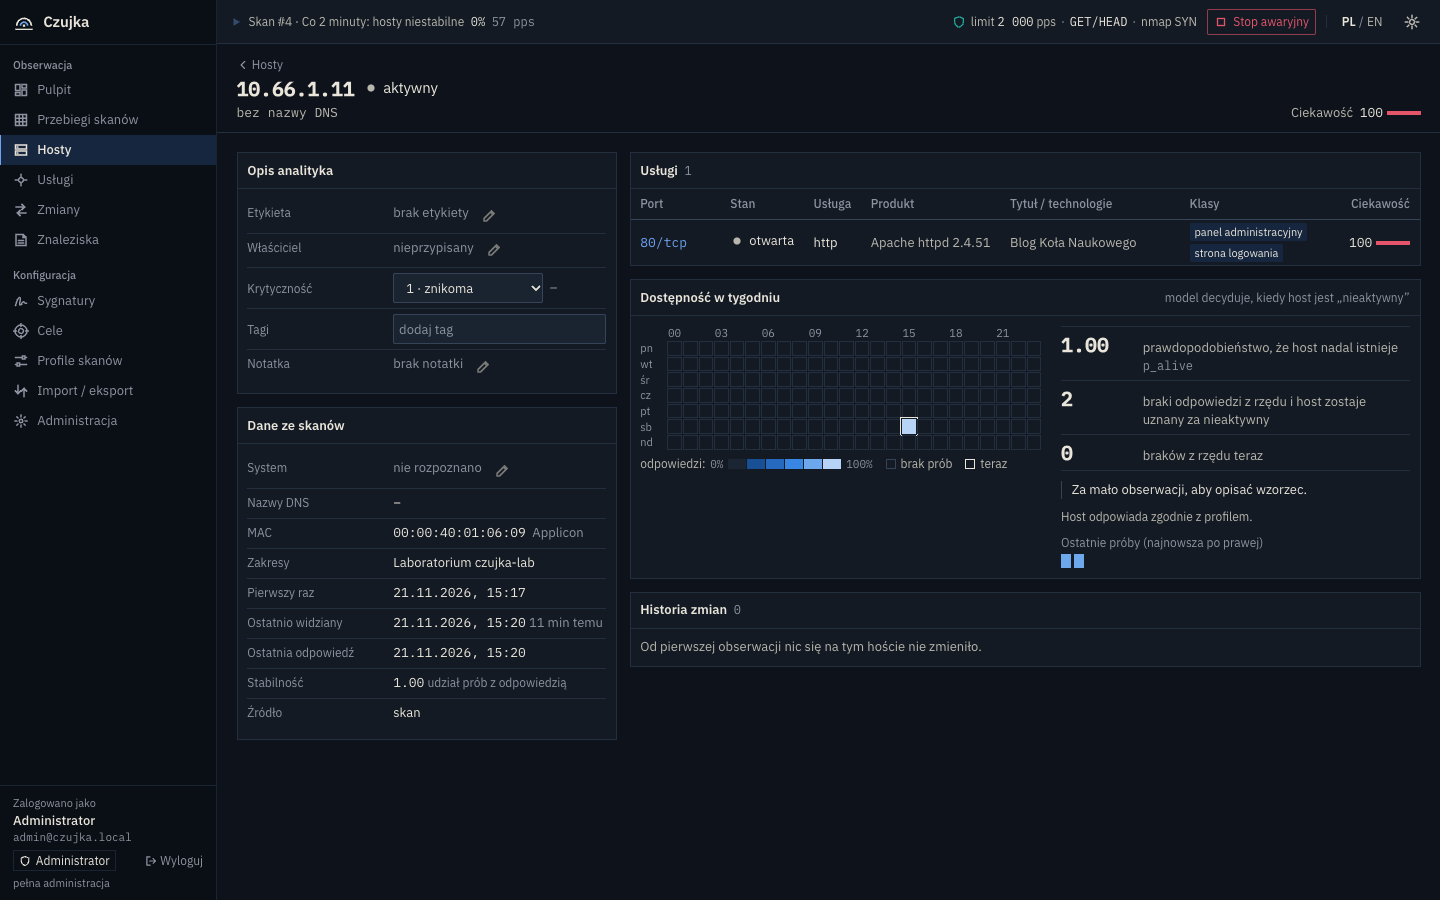 Czujka
Skan #4 · Co 2 minuty: hosty niestabilne 0% 57 pps
limit 2 000 pps · GET/HEAD · nmap SYN
Stop awaryjny
PL / EN
Obserwacja
Pulpit
Przebiegi skanów
Hosty
Usługi
Zmiany
Znaleziska
Konfiguracja
Sygnatury
Cele
Profile skanów
Import / eksport
Administracja
Zalogowano jako
Administrator
admin@czujka.local
Administrator
Wyloguj
pełna administracja
Hosty
10.66.1.11 aktywny
bez nazwy DNS
Ciekawość 100
Opis analityka
Etykieta brak etykiety
Właściciel nieprzypisany
Krytyczność 1 · znikoma –
Tagi dodaj tag
Notatka brak notatki
Dane ze skanów
System nie rozpoznano
Nazwy DNS –
MAC 00:00:40:01:06:09 Applicon
Zakresy Laboratorium czujka-lab
Pierwszy raz 21.11.2026, 15:17
Ostatnio widziany 21.11.2026, 15:20 11 min temu
Ostatnia odpowiedź 21.11.2026, 15:20
Stabilność 1.00 udział prób z odpowiedzią
Źródło skan
Usługi 1
Port Stan Usługa Produkt Tytuł / technologie Klasy Ciekawość
80/tcp otwarta http Apache httpd 2.4.51 Blog Koła Naukowego panel administracyjny 100
strona logowania
Dostępność w tygodniu
model decyduje, kiedy host jest „nieaktywny”
00 03 06 09 12 15 18 21
pn
wt
śr
cz
pt
sb
nd
odpowiedzi: 0% 100% brak prób teraz
1.00 prawdopodobieństwo, że host nadal istnieje
p_alive
2 braki odpowiedzi z rzędu i host zostaje
uznany za nieaktywny
0 braków z rzędu teraz
Za mało obserwacji, aby opisać wzorzec.
Host odpowiada zgodnie z profilem.
Ostatnie próby (najnowsza po prawej)
Historia zmian 0
Od pierwszej obserwacji nic się na tym hoście nie zmieniło.